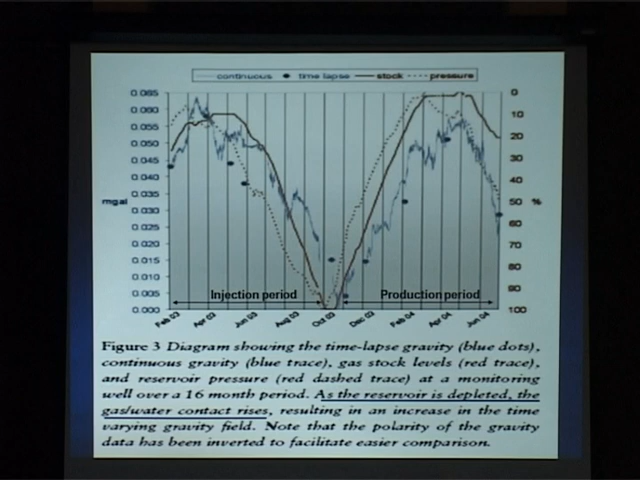 continuous time lapse stock pressure
0.065
0.060
0.055
0.050
0.045
0.040
0.035
0.030
0.025
0.020
0.015
0.010
0.005
0.000
mgal
0
10
20
30
40
50
60
70
80
90
100
%
Injection period
Production period
Feb 03 Apr 03 Jun 03 Aug 03 Oct 03 Dec 03 Feb 04 Apr 04 Jun 04
Figure 3 Diagram showing the time-lapse gravity (blue dots),
continuous gravity (blue trace), gas stock levels (red trace),
and reservoir pressure (red dashed trace) at a monitoring
well over a 16 month period. As the reservoir is depleted, the
gas/water contact rises, resulting in an increase in the time
varying gravity field. Note that the polarity of the gravity
data has been inverted to facilitate easier comparison.